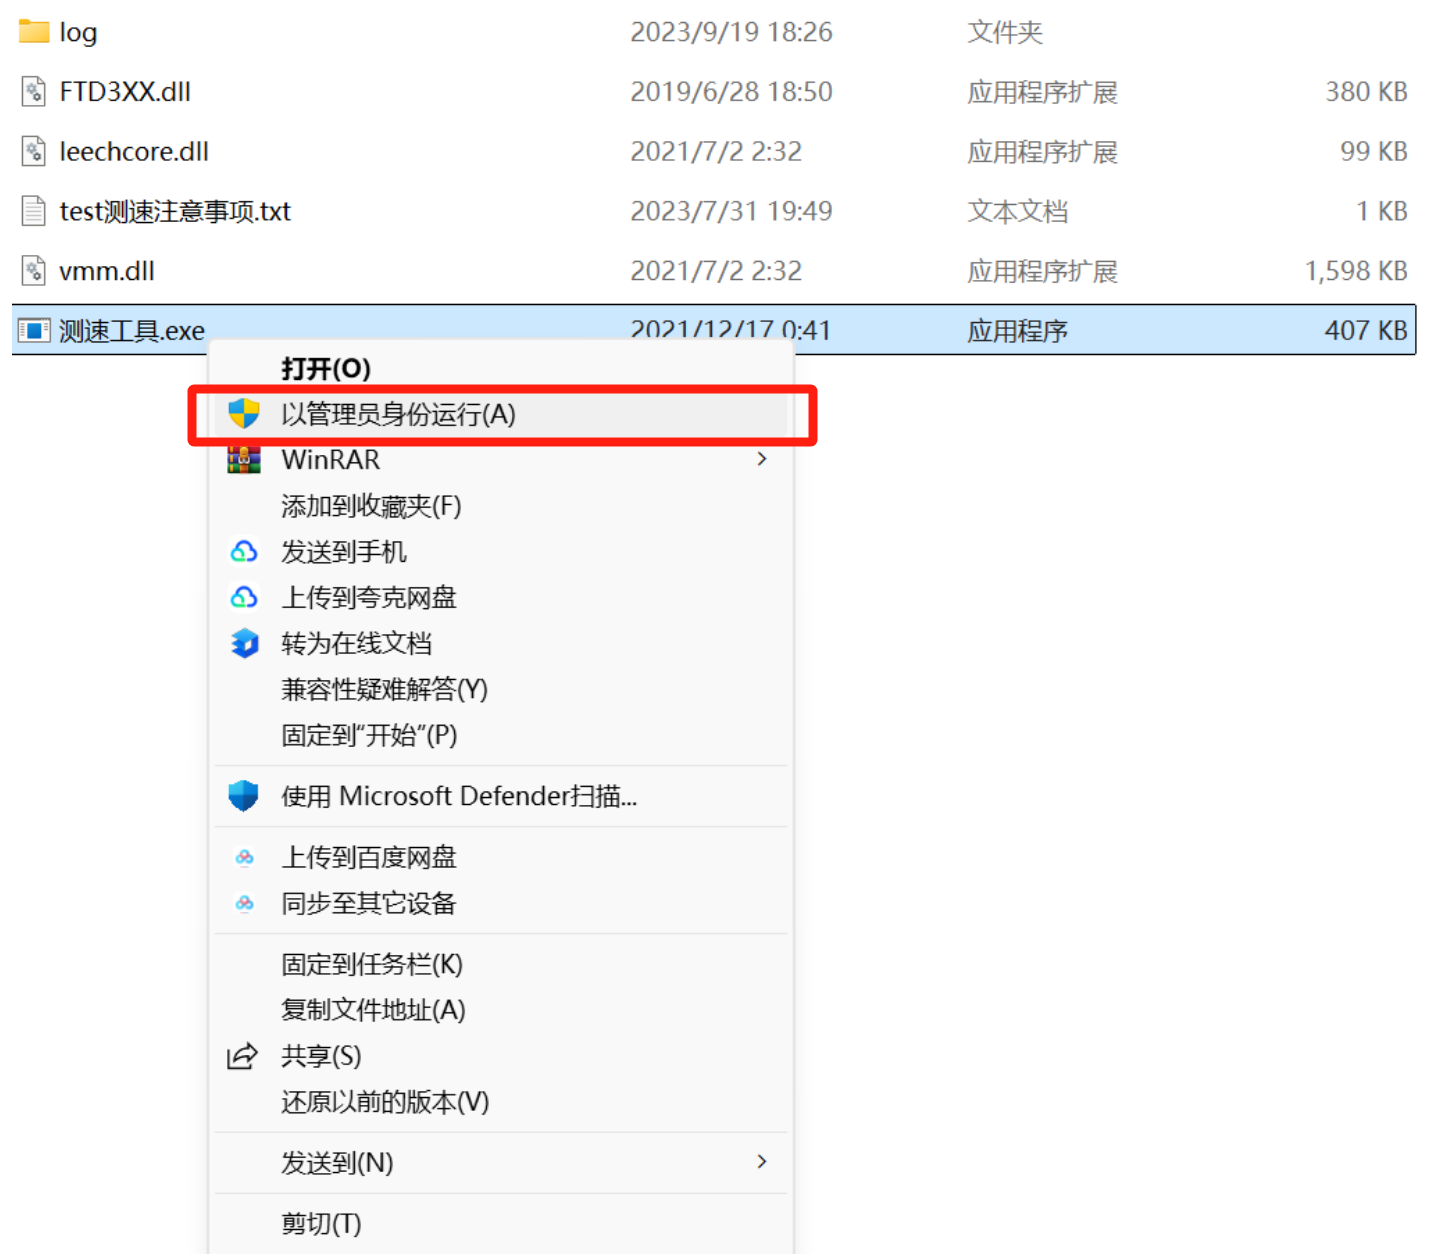 log 2023/9/19 18:26 文件夹
FTD3XX.dll 2019/6/28 18:50 应用程序扩展 380 KB
leechcore.dll 2021/7/2 2:32 应用程序扩展 99 KB
test测速注意事项.txt 2023/7/31 19:49 文本文档 1 KB
vmm.dll 2021/7/2 2:32 应用程序扩展 1,598 KB
测速工具.exe 2021/12/17 0:41 应用程序 407 KB
打开(O)
以管理员身份运行(A)
WinRAR
添加到收藏夹(F)
发送到手机
上传到夸克网盘
转为在线文档
兼容性疑难解答(Y)
固定到“开始”(P)
使用 Microsoft Defender扫描...
上传到百度网盘
同步至其它设备
固定到任务栏(K)
复制文件地址(A)
共享(S)
还原以前的版本(V)
发送到(N)
剪切(T)